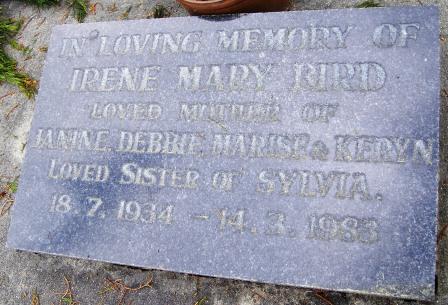 IN LOVING MEMORY OF
IRENE MARY BIRD
LOVED MOTHER OF
JANINE, DEBBIE, MARISE & KERYN
LOVED SISTER OF SYLVIA.
18.7.1934 - 14.3.1983